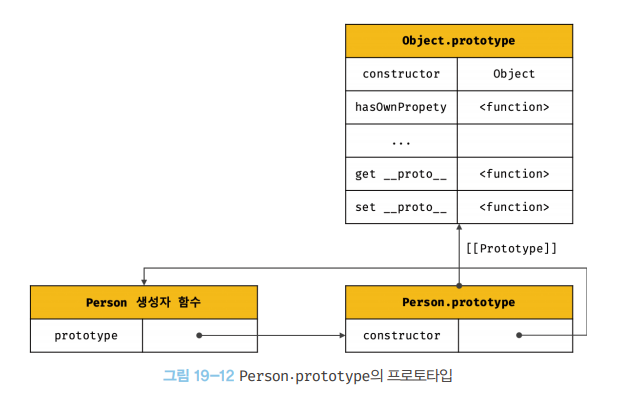 Object.prototype
constructor Object
hasOwnPropety <function>
...
get __proto__ <function>
set __proto__ <function>
[[Prototype]]
Person 생성자 함수
prototype
Person.prototype
constructor
그림 19-12 Person.prototype의 프로토타입